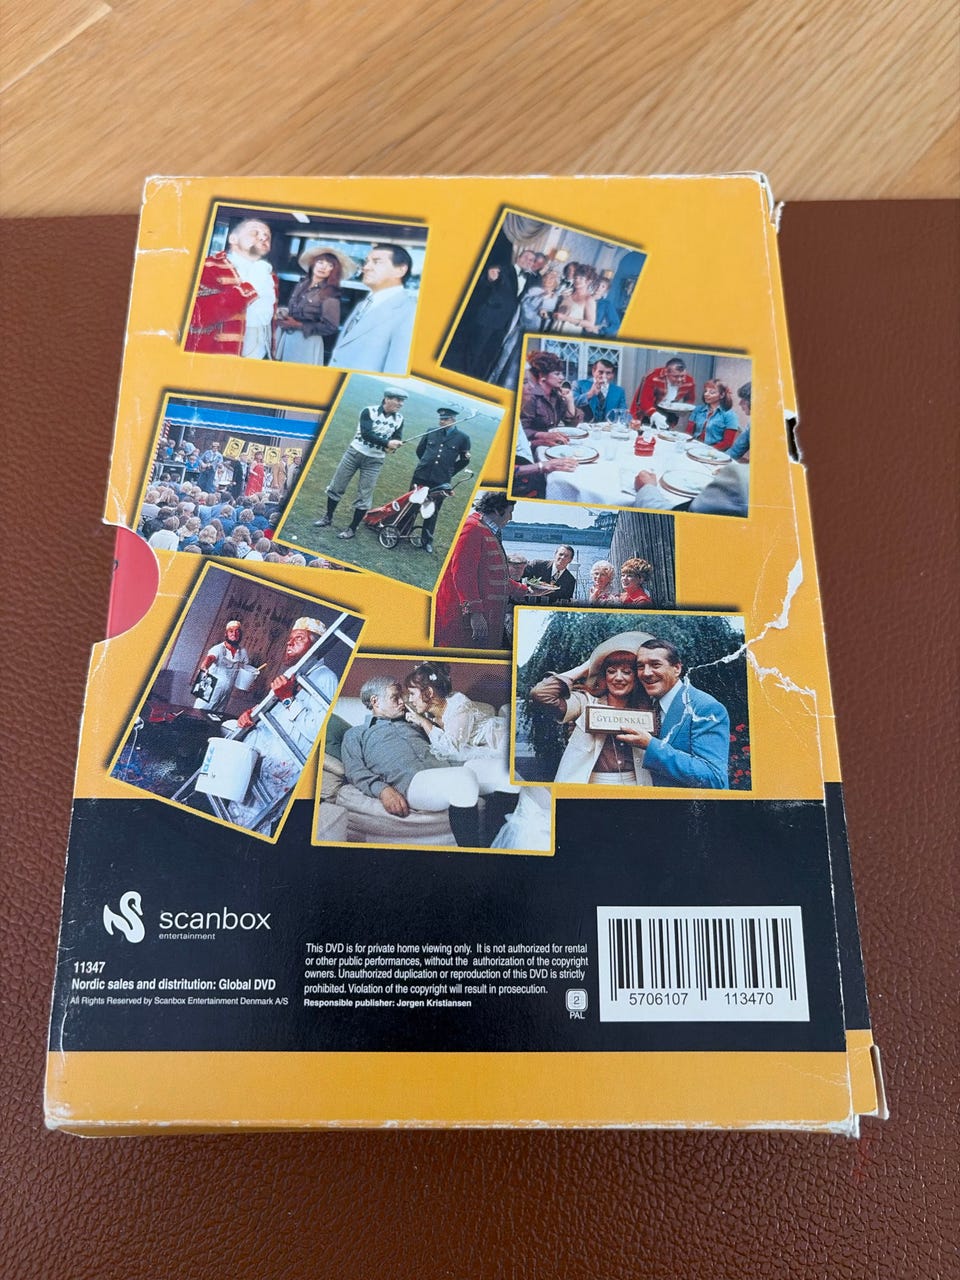 GYLDENKÅL
scanbox
entertainment
11347
Nordic sales and distritution: Global DVD
All Rights Reserved by Scanbox Entertainment Denmark A/S
This DVD is for private home viewing only. It is not authorized for rental
or other public performances, without the authorization of the copyright
owners. Unauthorized duplication or reproduction of this DVD is strictly
prohibited. Violation of the copyright will result in prosecution.
Responsible publisher: Jørgen Kristiansen
2
PAL
5706107 113470